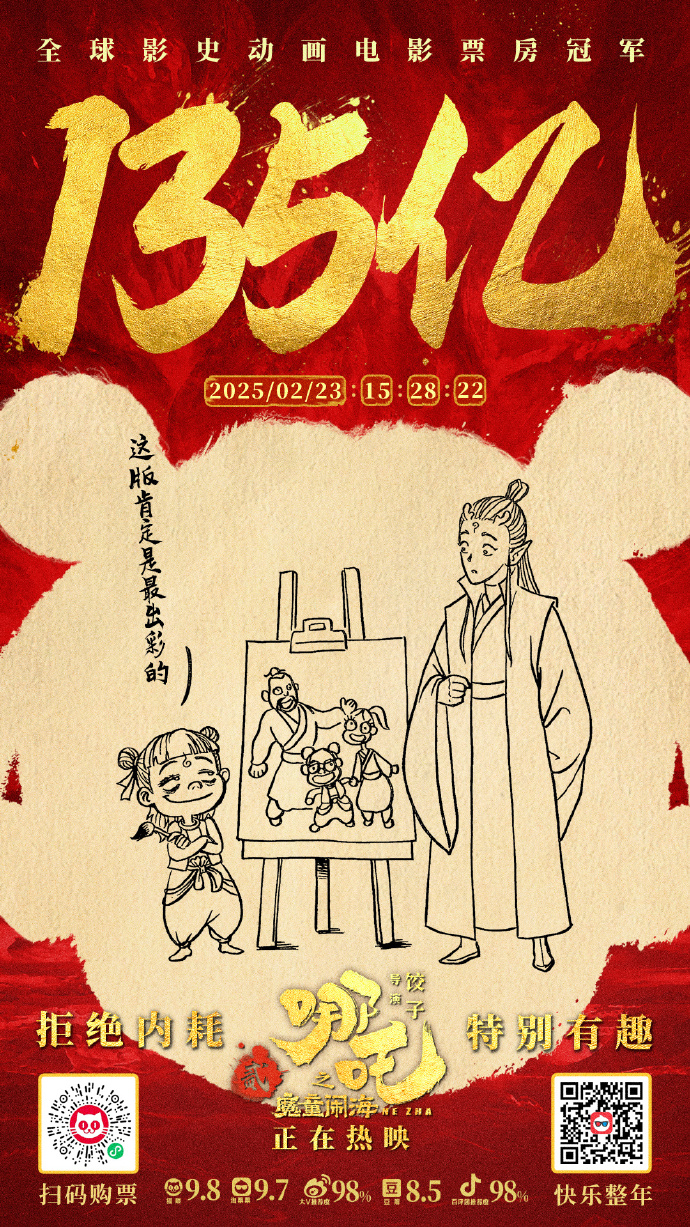 全球影史动画电影票房冠军
135亿
2025/02/23:15:28:22
这版肯定是最出彩的
导演
饺子
拒绝内耗
哪吒
特别有趣
贰
之
魔童闹海 NE ZHA
正在热映
扫码购票
猫眼 9.8
淘票票 9.7
大V推荐度 98%
豆瓣 8.5
98%
快乐整年